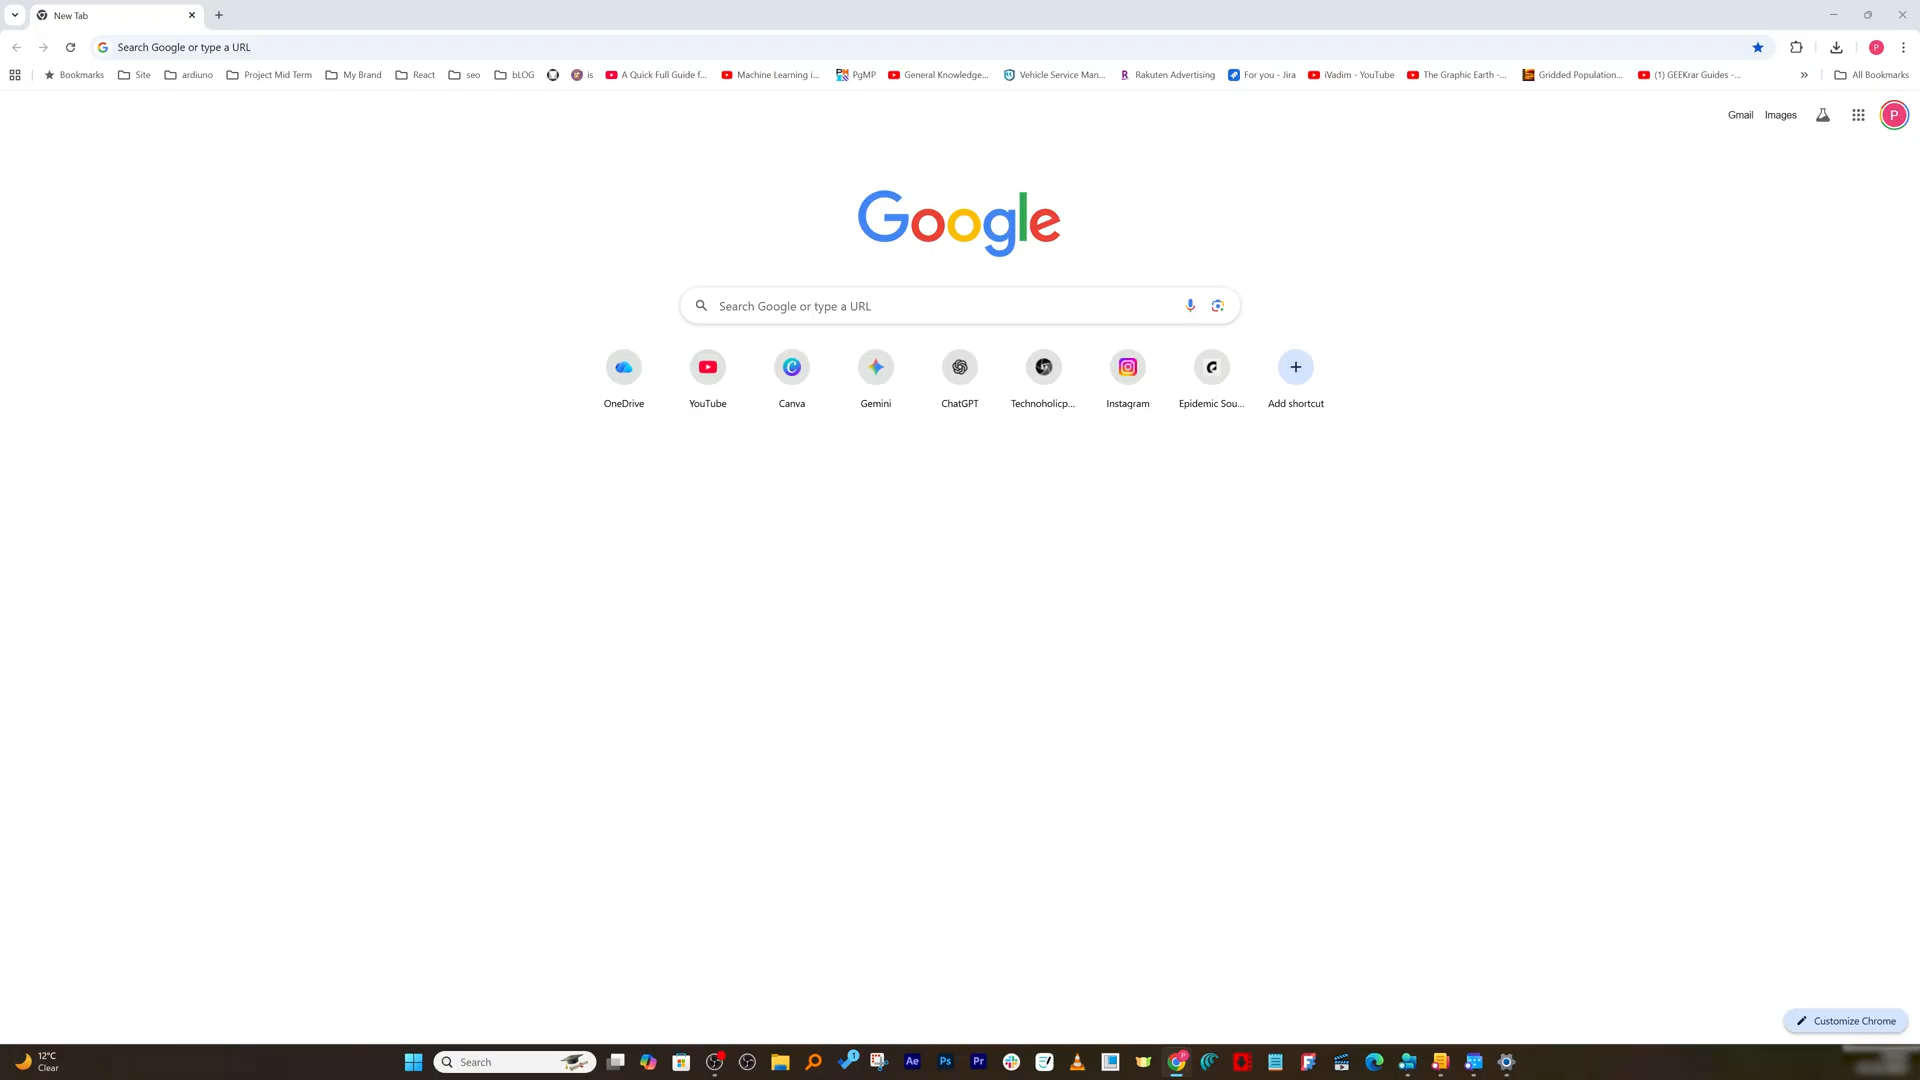 New Tab
Search Google or type a URL
Bookmarks Site ardiuno Project Mid Term My Brand React seo bLOG is A Quick Full Guide f... Machine Learning i... PgMP General Knowledge... Vehicle Service Man... Rakuten Advertising For you - Jira iVadim - YouTube The Graphic Earth -... Gridded Population... (1) GEEKrar Guides -... All Bookmarks
Gmail Images P
Google
Search Google or type a URL
OneDrive YouTube Canva Gemini ChatGPT Technoholicp... Instagram Epidemic Sou... Add shortcut
Customize Chrome
12°C
Clear
Search